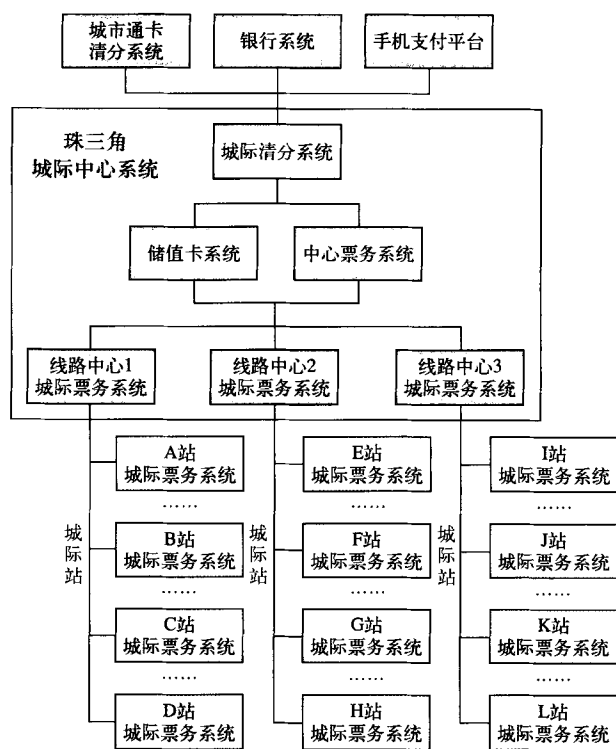 城市通卡
清分系统
银行系统
手机支付平台
珠三角
城际中心系统
城际清分系统
储值卡系统
中心票务系统
线路中心1
城际票务系统
线路中心2
城际票务系统
线路中心3
城际票务系统
城际站
A站
城际票务系统
……
B站
城际票务系统
……
C站
城际票务系统
……
D站
城际票务系统
城际站
E站
城际票务系统
……
F站
城际票务系统
……
G站
城际票务系统
……
H站
城际票务系统
城际站
I站
城际票务系统
……
J站
城际票务系统
……
K站
城际票务系统
……
L站
城际票务系统